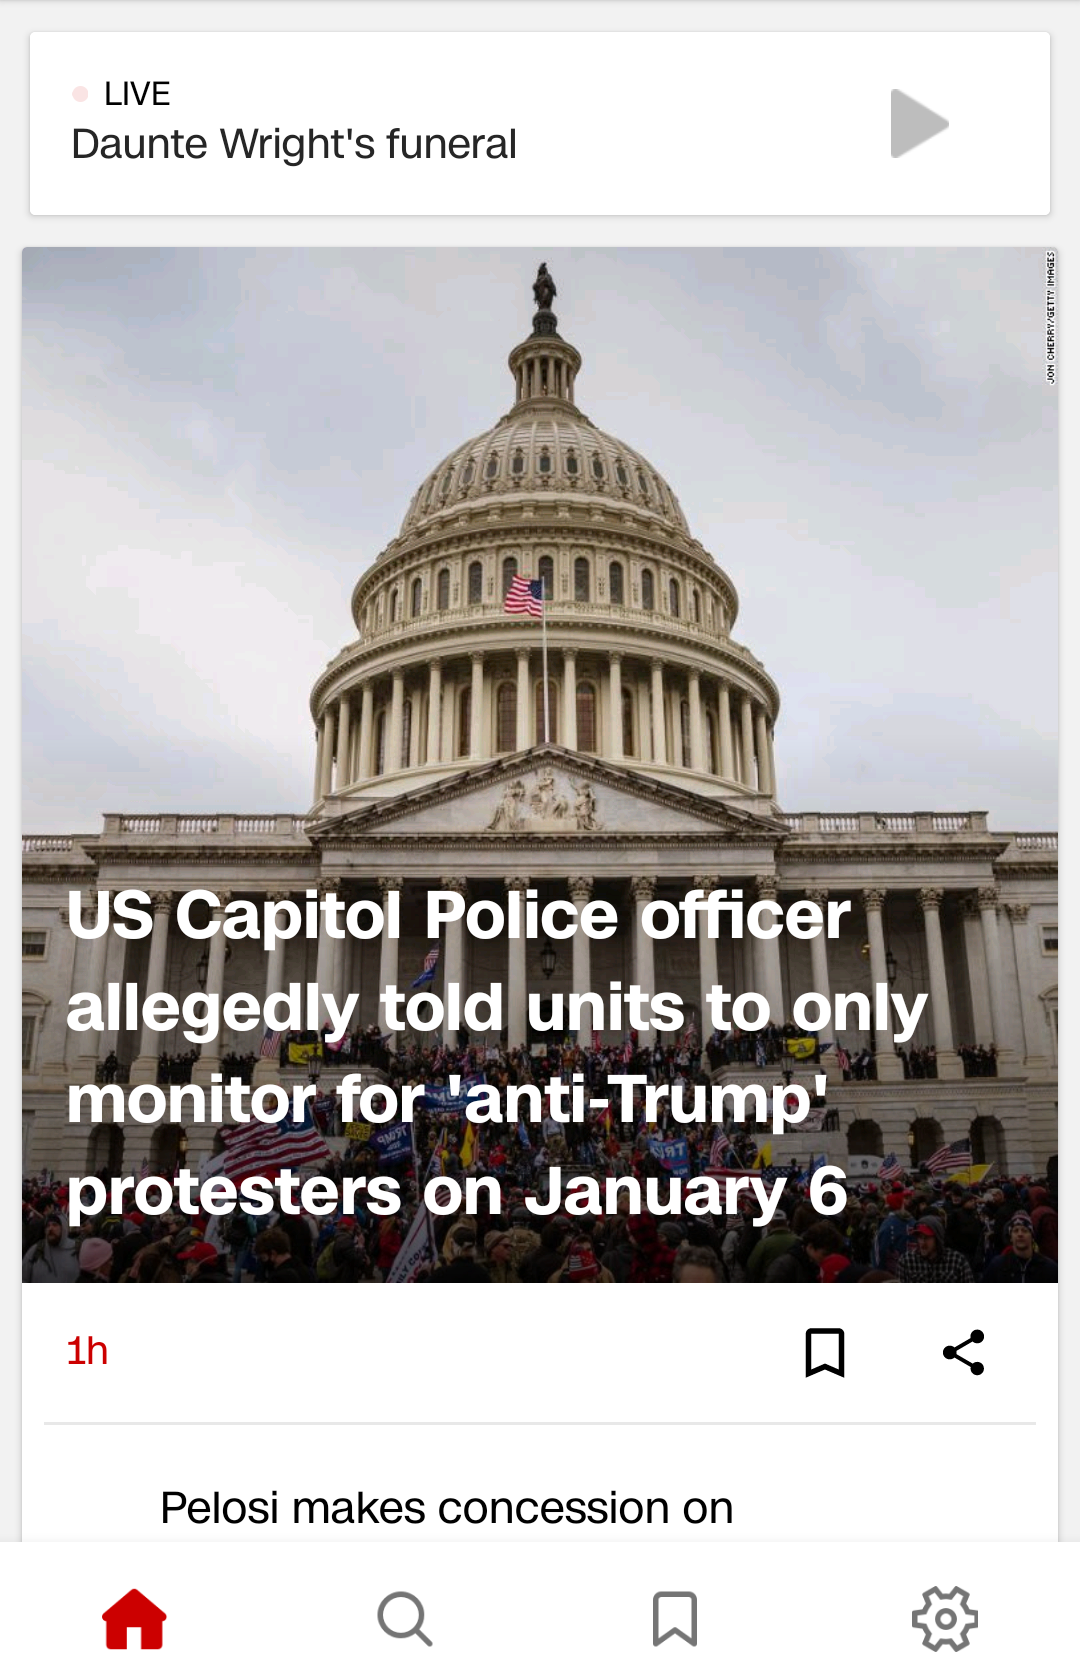 LIVE
Daunte Wright's funeral
JON CHERRY/GETTY IMAGES
US Capitol Police officer
allegedly told units to only
monitor for 'anti-Trump'
protesters on January 6
1h
Pelosi makes concession on